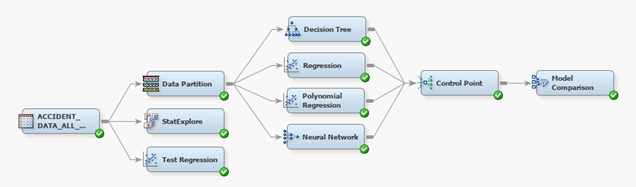 ACCIDENT_
DATA_ALL_...
Data Partition
StatExplore
Test Regression
Decision Tree
Regression
Polynomial
Regression
Neural Network
Control Point
Model
Comparison